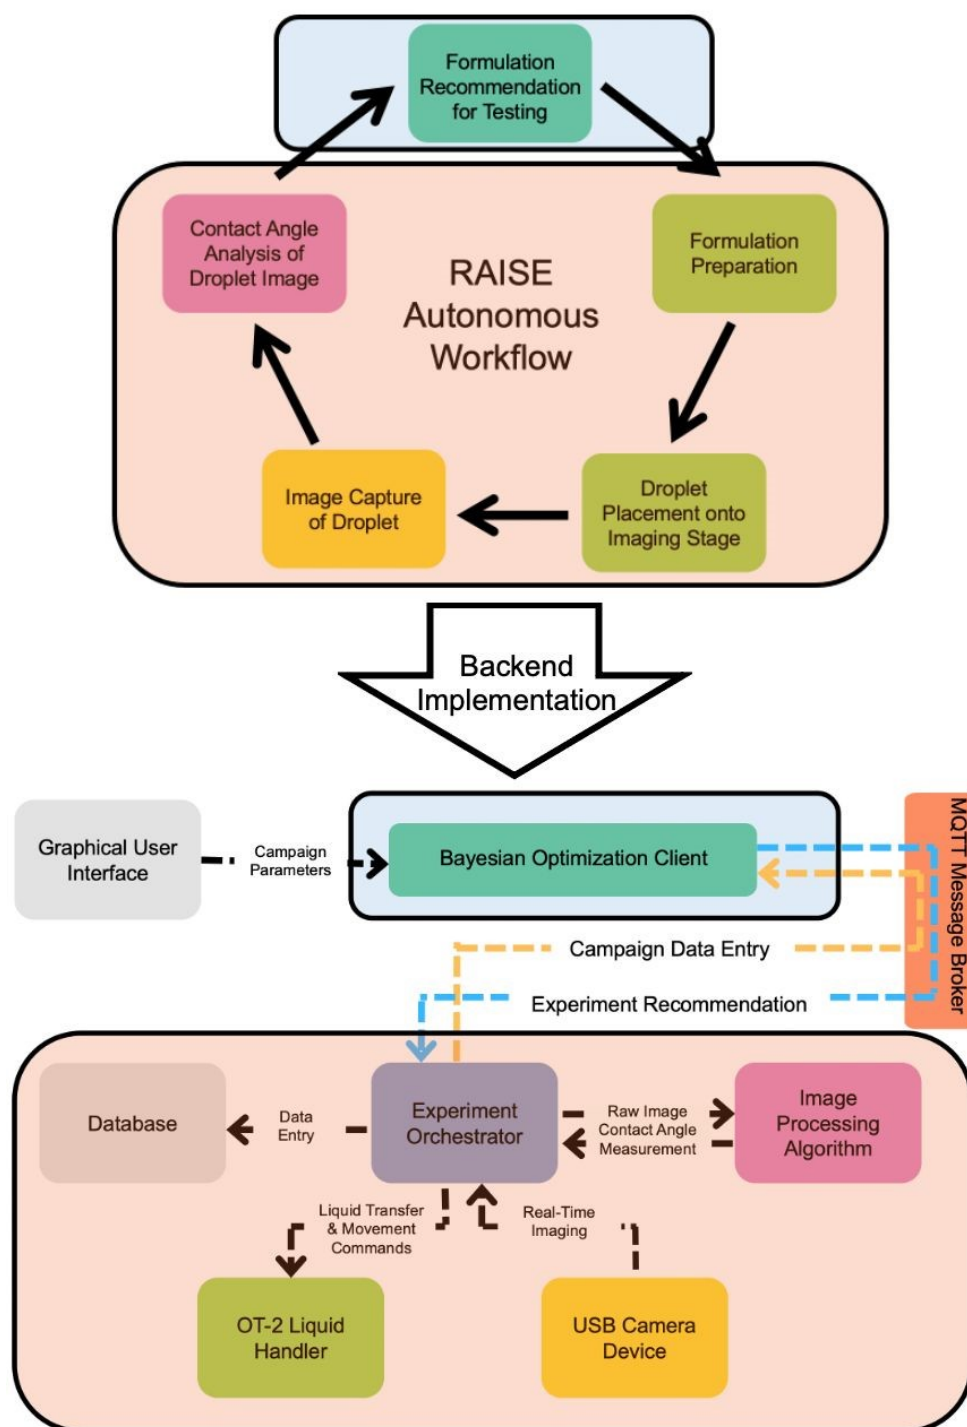 Formulation
Recommendation
for Testing
Contact Angle
Analysis of
Droplet Image
Formulation
Preparation
RAISE
Autonomous
Workflow
Image Capture
of Droplet
Droplet
Placement onto
Imaging Stage
Backend
Implementation
Graphical User
Interface
Campaign
Parameters
Bayesian Optimization Client
MQTT Message Broker
Campaign Data Entry
Experiment Recommendation
Database
Data
Entry
Experiment
Orchestrator
Raw Image
Contact Angle
Measurement
Image
Processing
Algorithm
Liquid Transfer
& Movement
Commands
Real-Time
Imaging
OT-2 Liquid
Handler
USB Camera
Device